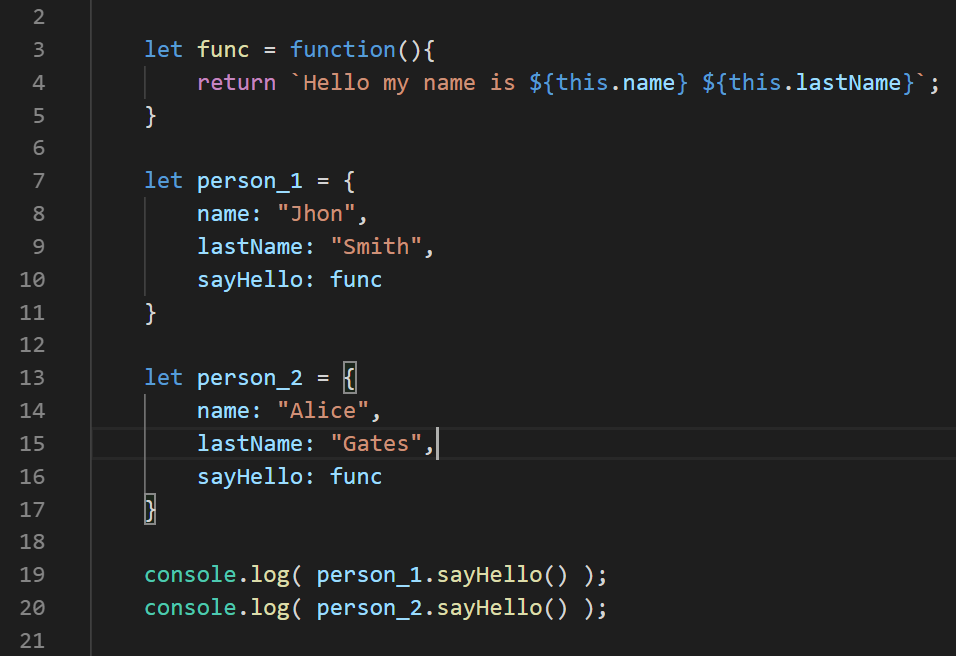 2
3 let func = function(){
4 return `Hello my name is ${this.name} ${this.lastName}`;
5 }
6
7 let person_1 = {
8 name: "Jhon",
9 lastName: "Smith",
10 sayHello: func
11 }
12
13 let person_2 = {
14 name: "Alice",
15 lastName: "Gates",
16 sayHello: func
17 }
18
19 console.log( person_1.sayHello() );
20 console.log( person_2.sayHello() );
21